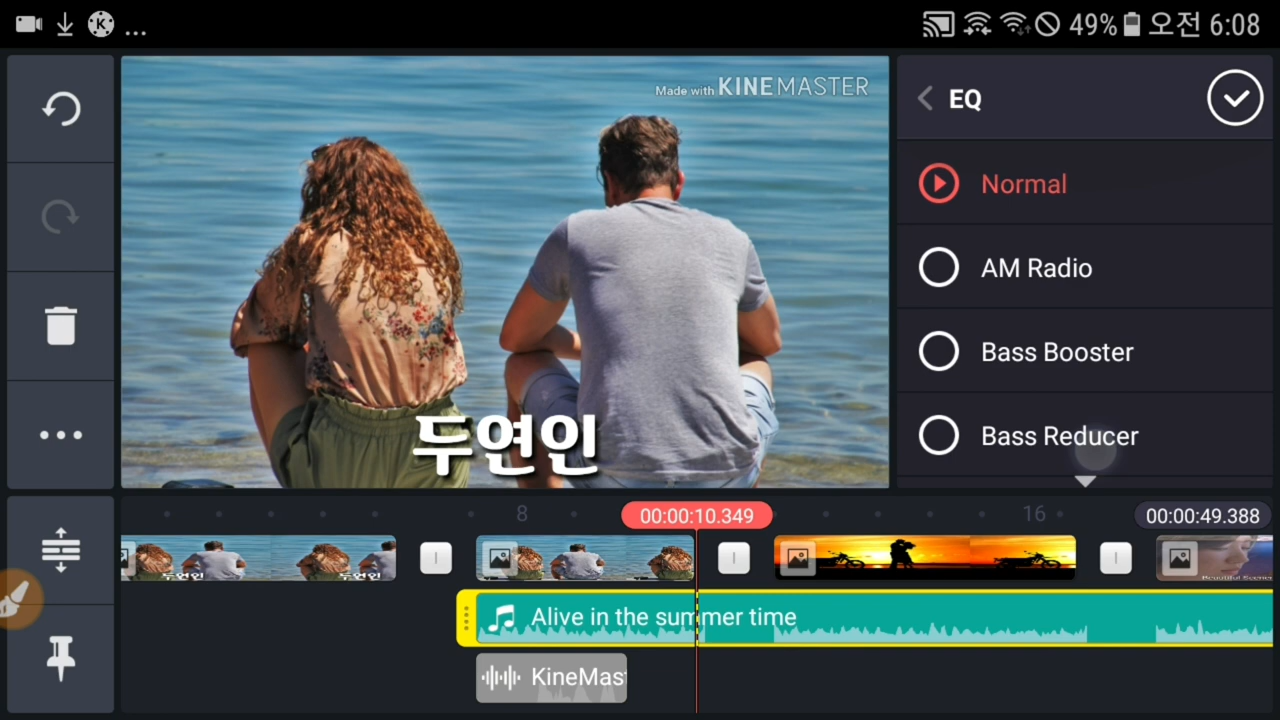 K
...
49%
오전 6:08
Made with KINEMASTER
두연인
EQ
Normal
AM Radio
Bass Booster
Bass Reducer
8
00:00:10.349
16
00:00:49.388
두연인
두연인
Alive in the summer time
KineMas